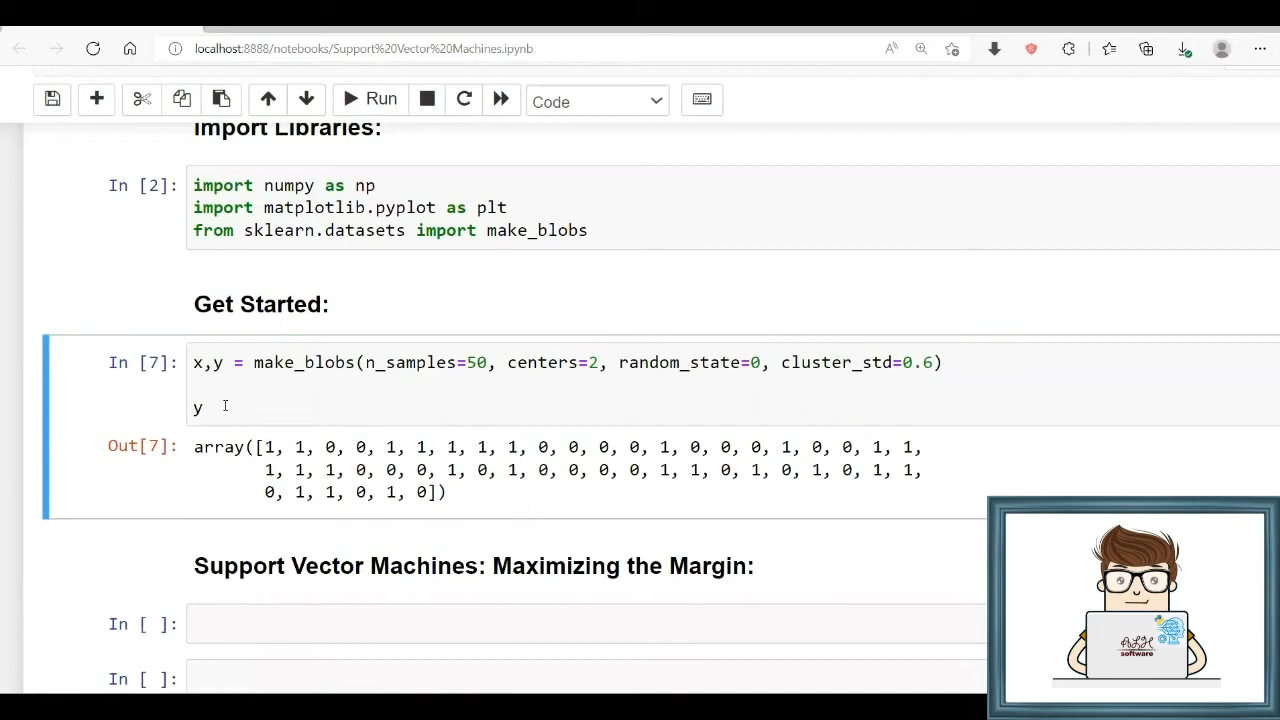 localhost:8888/notebooks/Support%20Vector%20Machines.ipynb
Run
Code
Import Libraries:
In [2]:
import numpy as np
import matplotlib.pyplot as plt
from sklearn.datasets import make_blobs
Get Started:
In [7]:
x,y = make_blobs(n_samples=50, centers=2, random_state=0, cluster_std=0.6)
y
Out[7]:
array([1, 1, 0, 0, 1, 1, 1, 1, 1, 0, 0, 0, 0, 1, 0, 0, 0, 1, 0, 0, 1, 1,
1, 1, 1, 0, 0, 0, 1, 0, 1, 0, 0, 0, 0, 1, 1, 0, 1, 0, 1, 0, 1, 1,
0, 1, 1, 0, 1, 0])
Support Vector Machines: Maximizing the Margin:
In [ ]:
In [ ]:
ALH
software